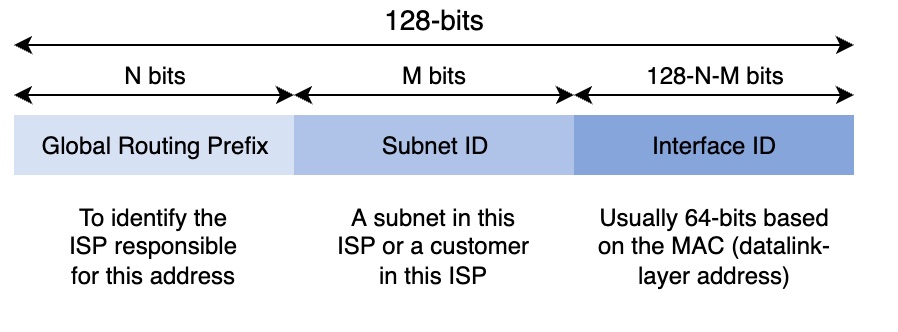 128-bits
N bits
M bits
128-N-M bits
Global Routing Prefix
Subnet ID
Interface ID
To identify the
ISP responsible
for this address
A subnet in this
ISP or a customer
in this ISP
Usually 64-bits based
on the MAC (datalink-
layer address)